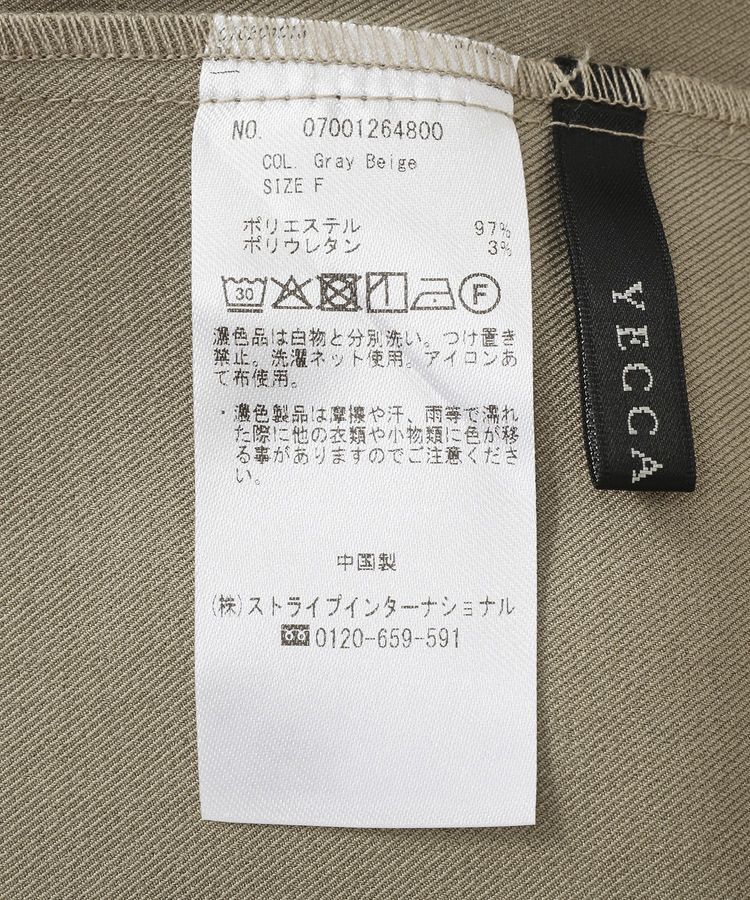 NO. 07001264800
COL. Gray Beige
SIZE F
ポリエステル 97%
ポリウレタン 3%
30 F
濃色品は白物と分別洗い。つけ置き
禁止。洗濯ネット使用。アイロンあ
て布使用。
・濃色製品は摩擦や汗、雨等で濡れ
た際に他の衣類や小物類に色が移
る事がありますのでご注意くださ
い。
中国製
(株)ストライプインターナショナル
0120-659-591
YECCA